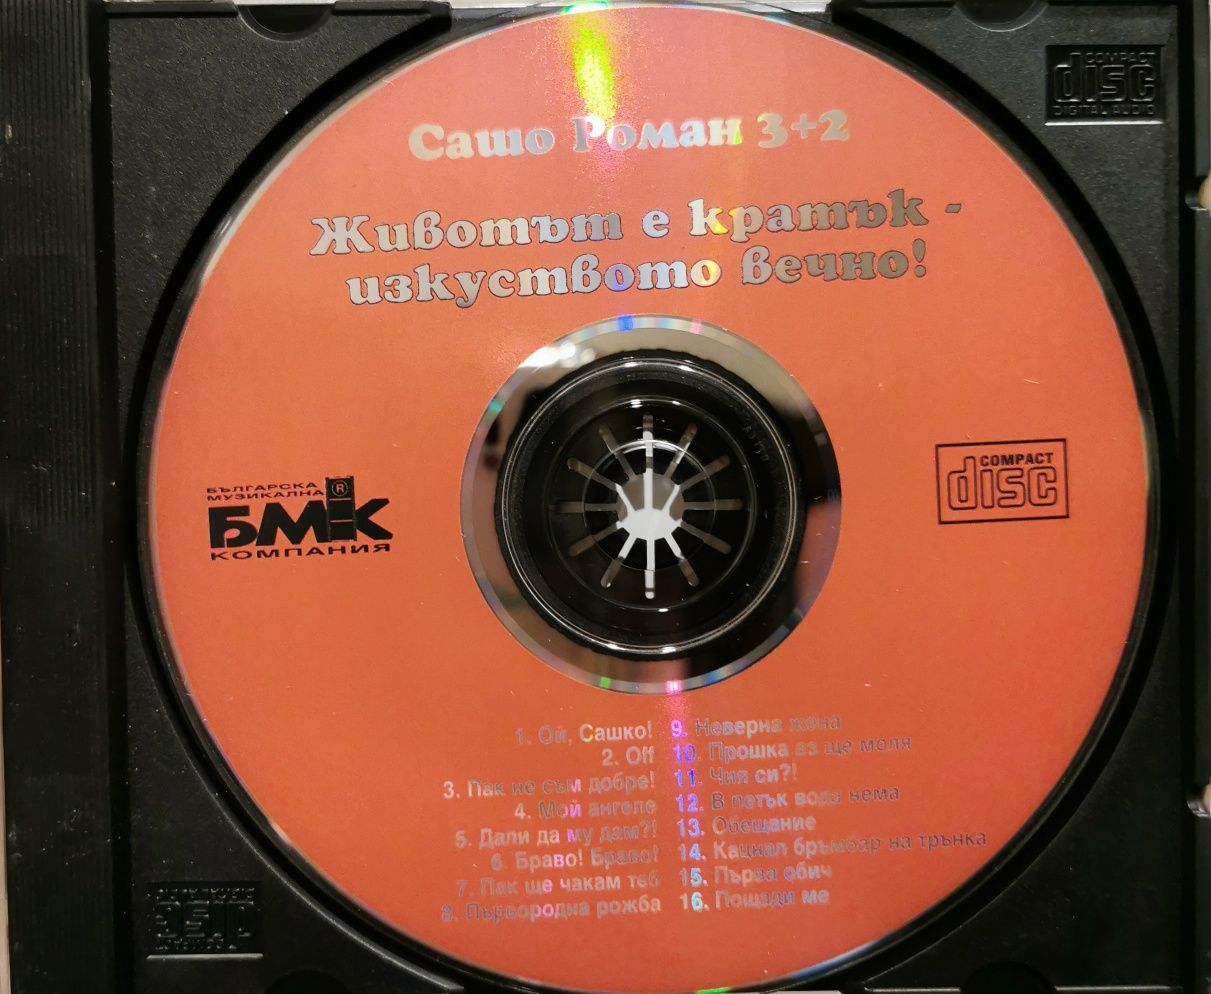 COMPACT
disc
DIGITAL AUDIO
Сашо Роман 3+2
Животът е кратък -
изкуството вечно!
БЪЛГАРСКА
МУЗИКАЛНА
®
БМК
КОМПАНИЯ
COMPACT
disc
1. Ой, Сашко!
2. Off
3. Пак не съм добре!
4. Мой ангеле
5. Дали да му дам?!
6. Браво! Браво!
7. Пак ще чакам теб
8. Първородна рожба
9. Неверна жена
10. Прошка аз ще моля
11. Чия си?!
12. В петък вода нема
13. Обещание
14. Кацнал бръмбар на трънка
15. Първа обич
16. Пощади ме